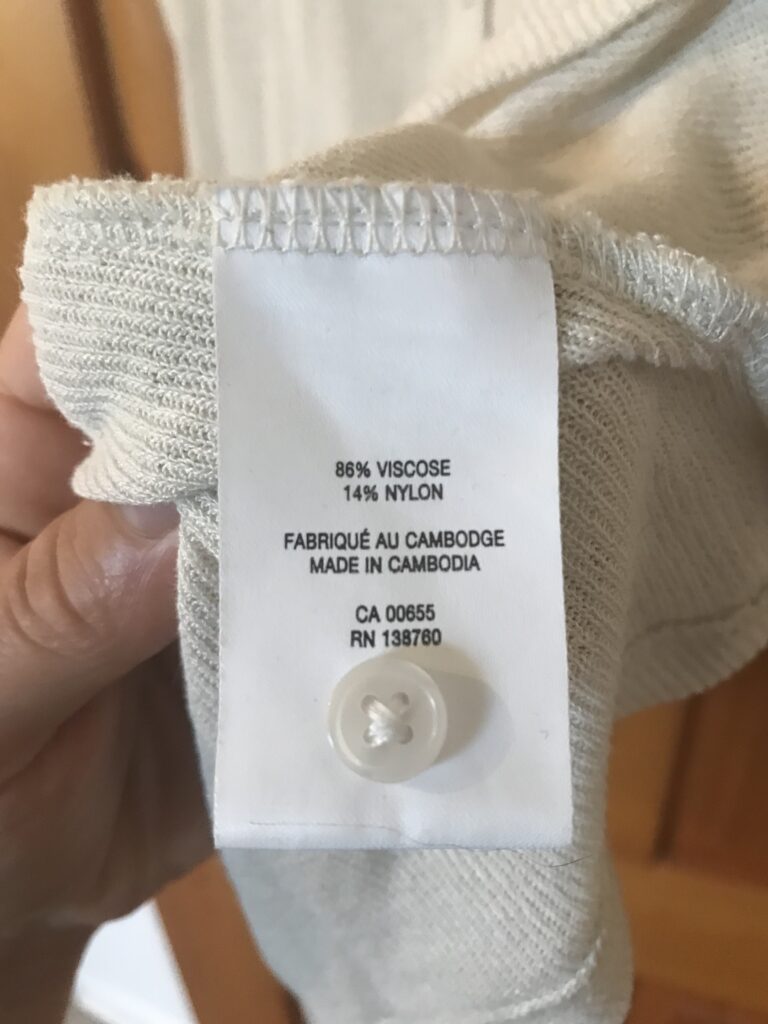 86% VISCOSE
14% NYLON
FABRIQUÉ AU CAMBODGE
MADE IN CAMBODIA
CA 00655
RN 138760